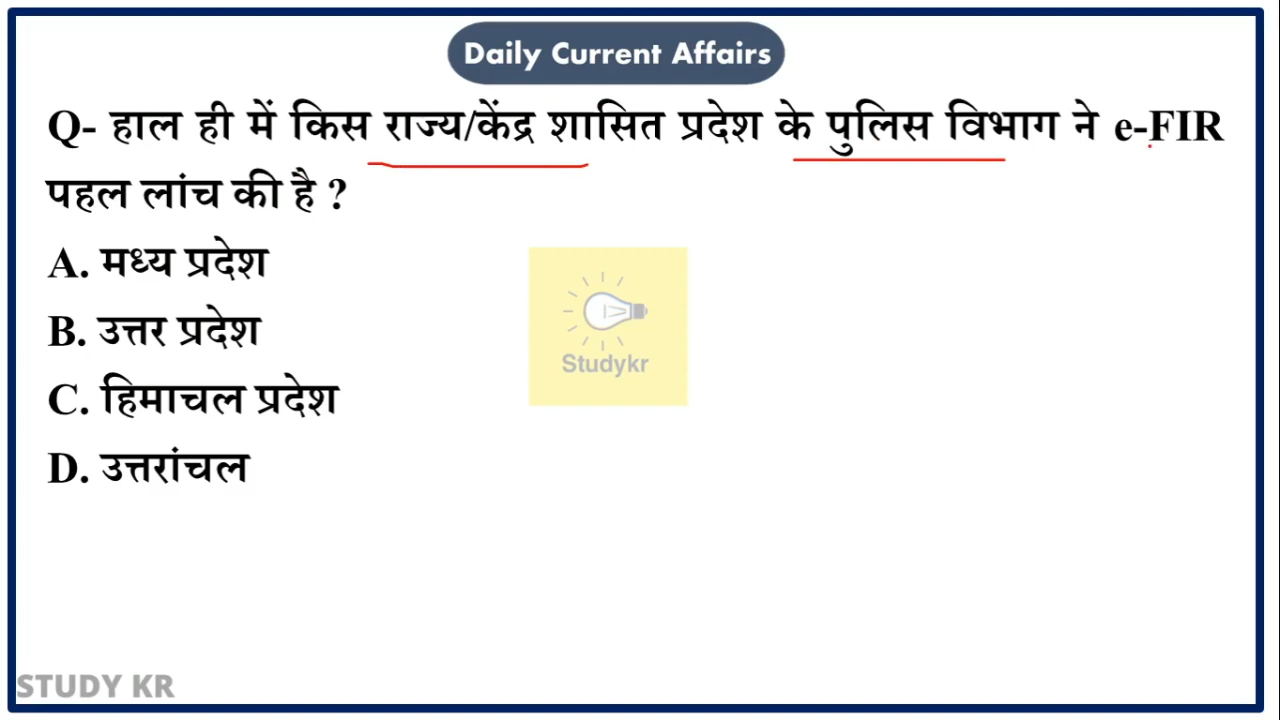 Daily Current Affairs
Q- हाल ही में किस राज्य/केंद्र शासित प्रदेश के पुलिस विभाग ने e-FIR
पहल लांच की है ?
A. मध्य प्रदेश
B. उत्तर प्रदेश
C. हिमाचल प्रदेश
D. उत्तरांचल
Studykr
STUDY KR